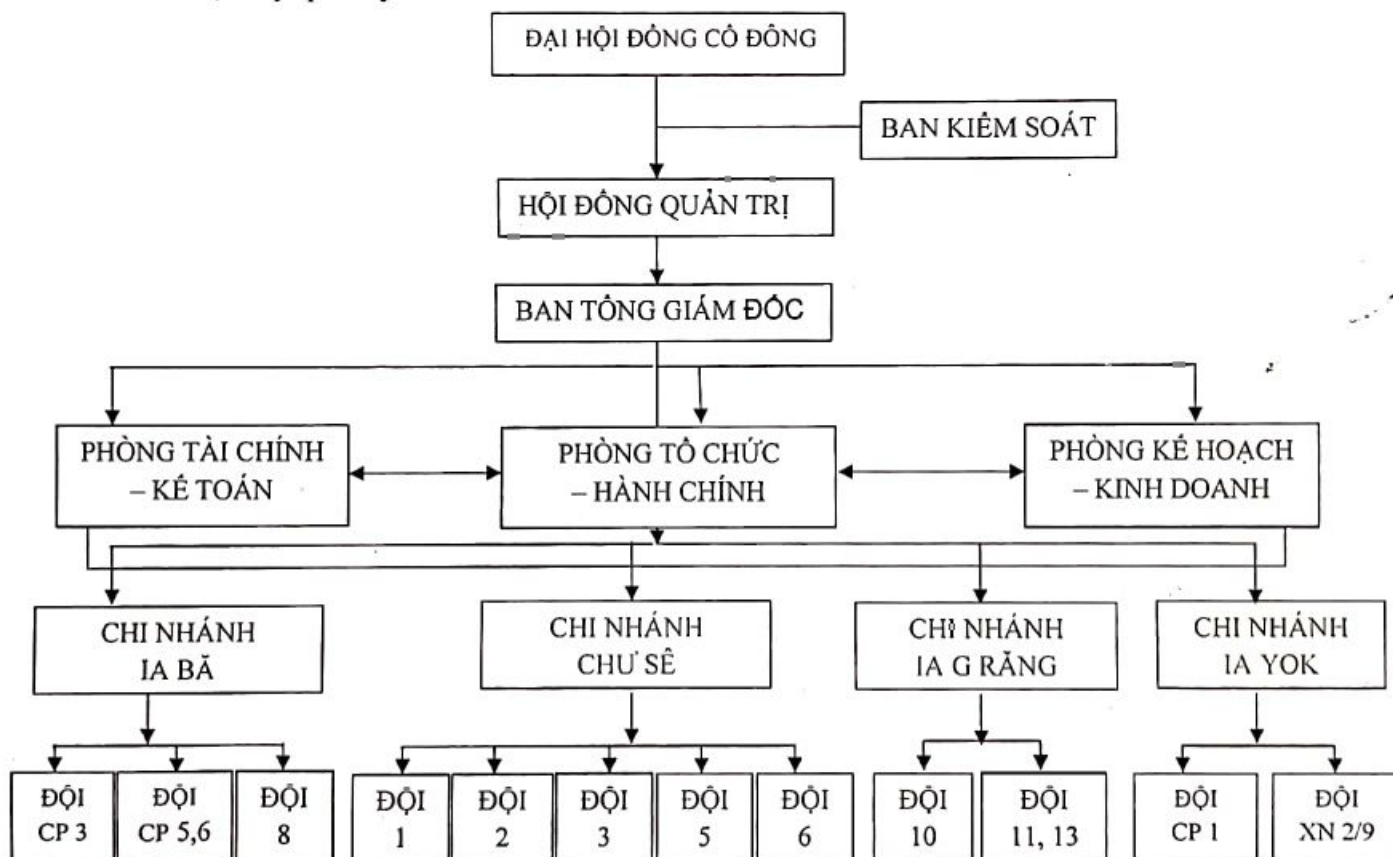 ĐẠI HỘI ĐỒNG CỔ ĐÔNG
BAN KIỂM SOÁT
HỘI ĐỒNG QUẢN TRỊ
BAN TỔNG GIÁM ĐỐC
PHÒNG TÀI CHÍNH
– KẾ TOÁN
PHÒNG TỔ CHỨC
– HÀNH CHÍNH
PHÒNG KẾ HOẠCH
– KINH DOANH
CHI NHÁNH
IA BĂ
CHI NHÁNH
CHƯ SÊ
CHI NHÁNH
IA G RĂNG
CHI NHÁNH
IA YOK
ĐỘI
CP 3
ĐỘI
CP 5,6
ĐỘI
8
ĐỘI
1
ĐỘI
2
ĐỘI
3
ĐỘI
5
ĐỘI
6
ĐỘI
10
ĐỘI
11, 13
ĐỘI
CP 1
ĐỘI
XN 2/9